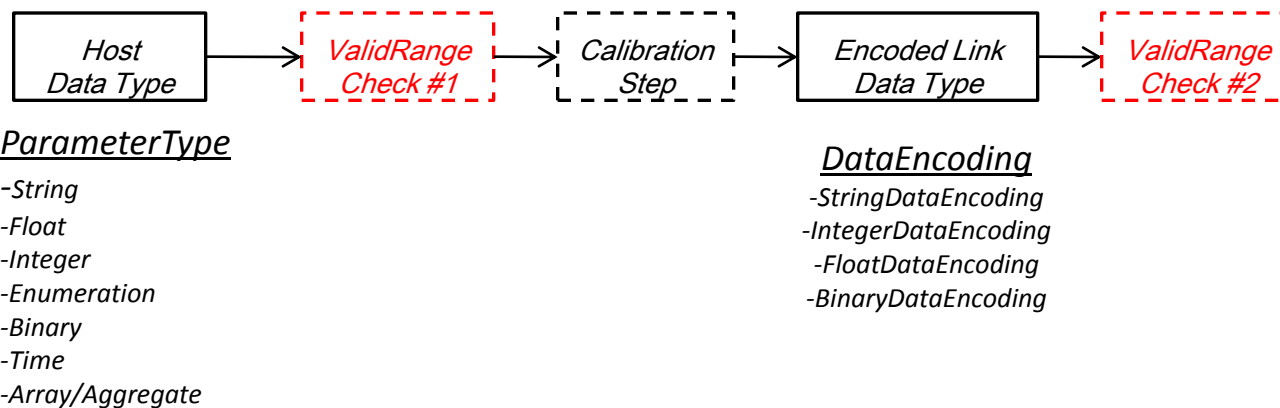 Host
Data Type
ValidRange
Check #1
Calibration
Step
Encoded Link
Data Type
ValidRange
Check #2
ParameterType
-String
-Float
-Integer
-Enumeration
-Binary
-Time
-Array/Aggregate
DataEncoding
-StringDataEncoding
-IntegerDataEncoding
-FloatDataEncoding
-BinaryDataEncoding